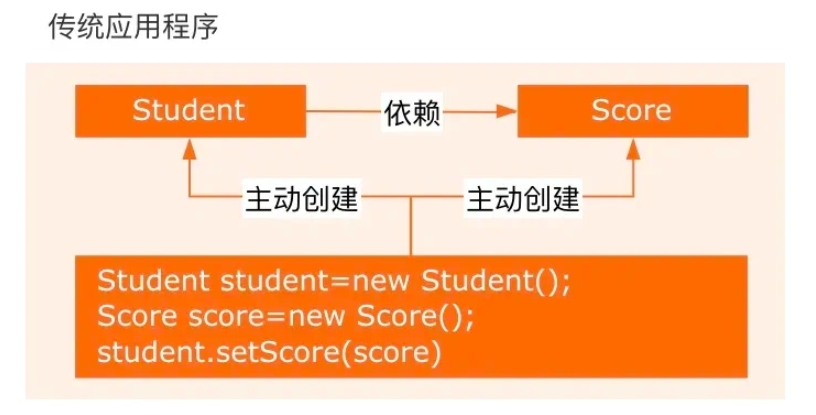 传统应用程序
Student
依赖
Score
主动创建
主动创建
Student student=new Student();
Score score=new Score();
student.setScore(score)